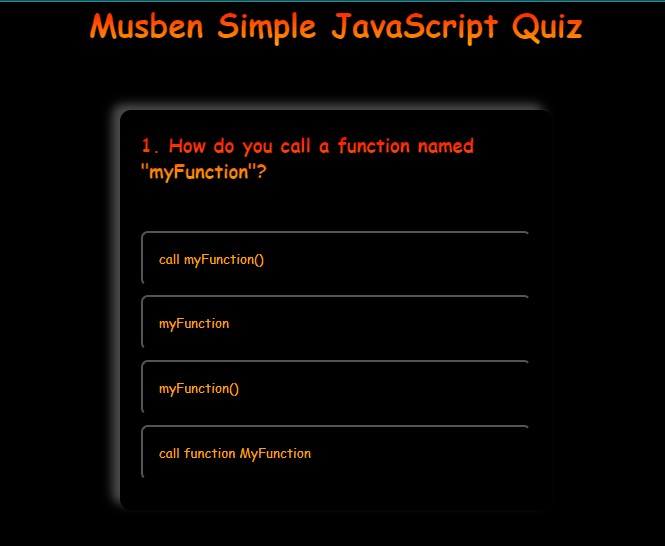 Musben Simple JavaScript Quiz
1. How do you call a function named
"myFunction"?
call myFunction()
myFunction
myFunction()
call function MyFunction